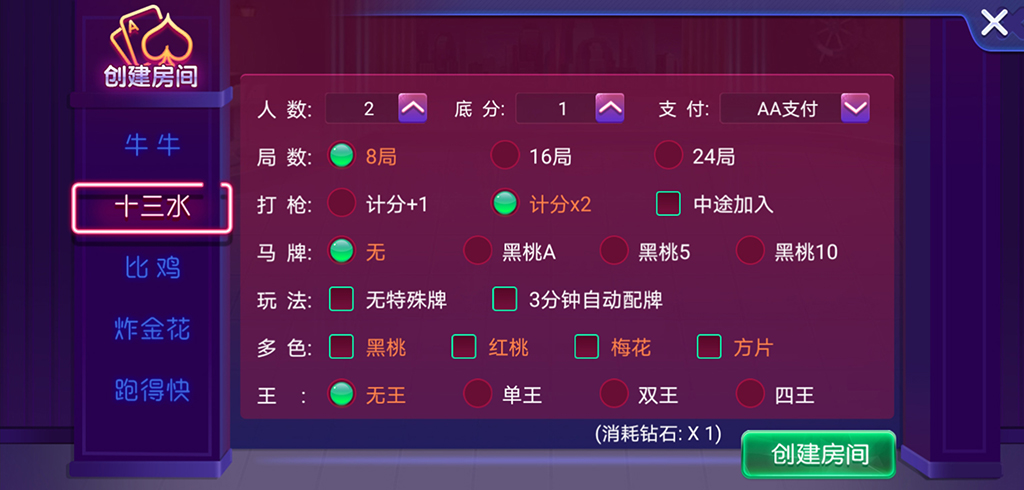 A
创建房间
牛牛
十三水
比鸡
炸金花
跑得快
人数: 2 底分: 1 支付: AA支付
局数: 8局 16局 24局
打枪: 计分+1 计分x2 中途加入
马牌: 无 黑桃A 黑桃5 黑桃10
玩法: 无特殊牌 3分钟自动配牌
多色: 黑桃 红桃 梅花 方片
王: 无王 单王 双王 四王
(消耗钻石: X 1)
创建房间